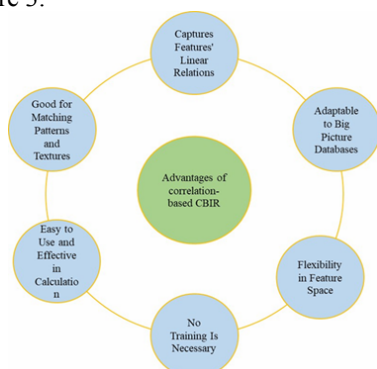 re 3.
Captures
Features'
Linear
Relations
Good for
Matching
Patterns
and
Textures
Adaptable
to Big
Picture
Databases
Advantages of
correlation-
based CBIR
Easy to
Use and
Effective
in
Calculatio
n
Flexibility
in Feature
Space
No
Training Is
Necessary